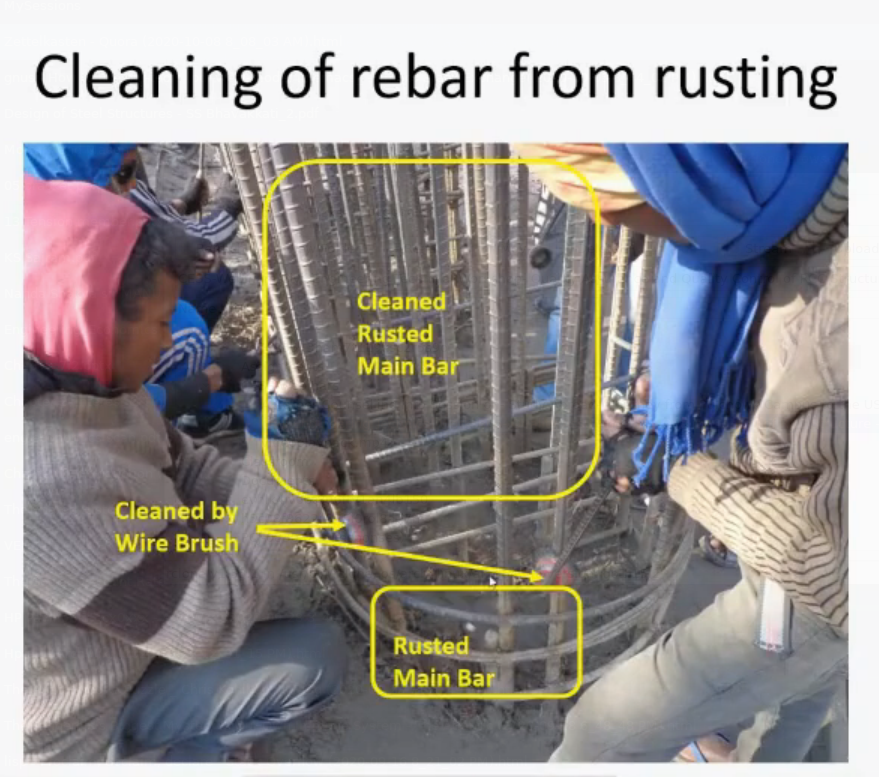 Cleaning of rebar from rusting
Cleaned
Rusted
Main Bar
Cleaned by
Wire Brush
Rusted
Main Bar